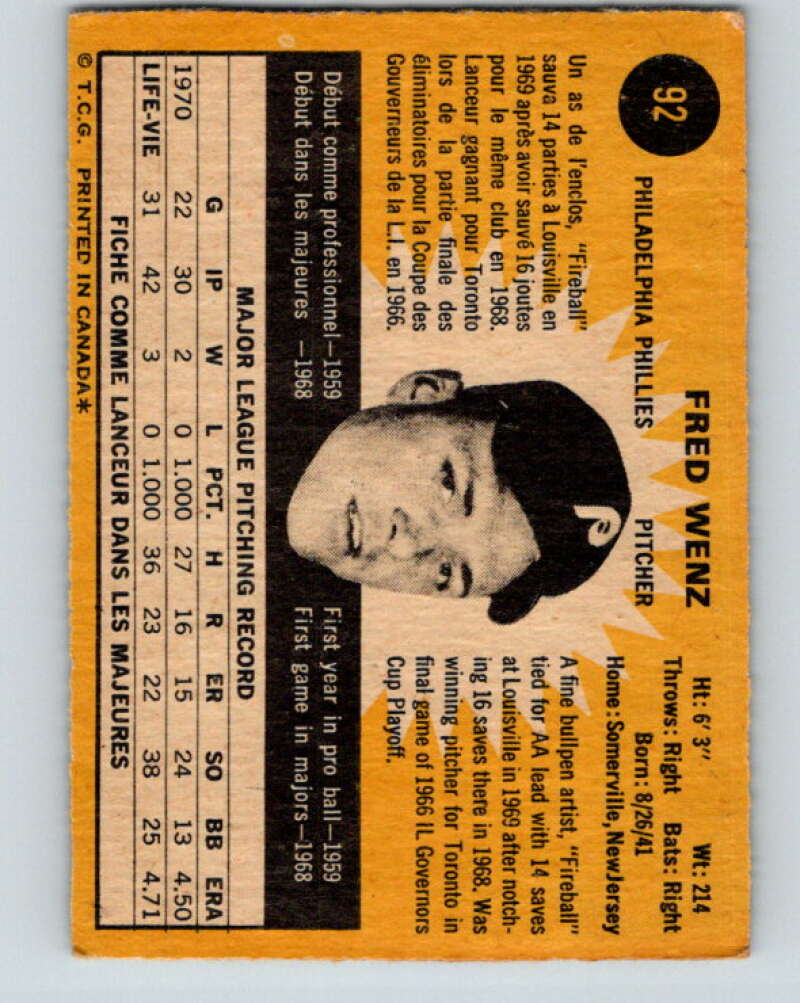 92
FRED WENZ
PHILADELPHIA PHILLIES PITCHER
Ht: 6' 3" Wt: 214
Throws: Right Bats: Right
Born: 8/26/41
Home: Somerville, New Jersey
Un as de l'enclos, "Fireball"
sauva 14 parties à Louisville en
1969 après avoir sauvé 16 joutes
pour le même club en 1968.
Lanceur gagnant pour Toronto
lors de la partie finale des
éliminatoires pour la Coupe des
Gouverneurs de la L.I. en 1966.
A fine bullpen artist, "Fireball"
tied for AA lead with 14 saves
at Louisville in 1969 after notch-
ing 16 saves there in 1968. Was
winning pitcher for Toronto in
final game of 1966 IL Governors
Cup Playoff.
Début comme professionnel—1959
Début dans les majeures —1968
First year in pro ball—1959
First game in majors—1968
MAJOR LEAGUE PITCHING RECORD
G IP W L PCT. H R ER SO BB ERA
1970 22 30 2 0 1.000 27 16 15 24 13 4.50
LIFE-VIE 31 42 3 0 1.000 36 23 22 38 25 4.71
FICHE COMME LANCEUR DANS LES MAJEURES
© T.C.G. PRINTED IN CANADA*